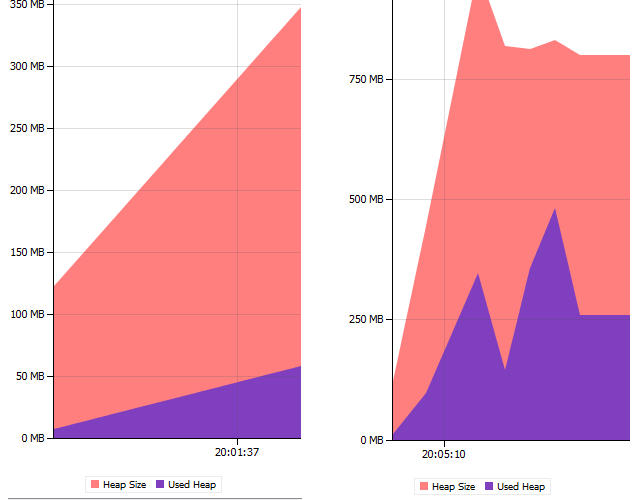 350 MB
300 MB
250 MB
200 MB
150 MB
100 MB
50 MB
0 MB
20:01:37
Heap Size Used Heap
750 MB
500 MB
250 MB
0 MB
20:05:10
Heap Size Used Heap